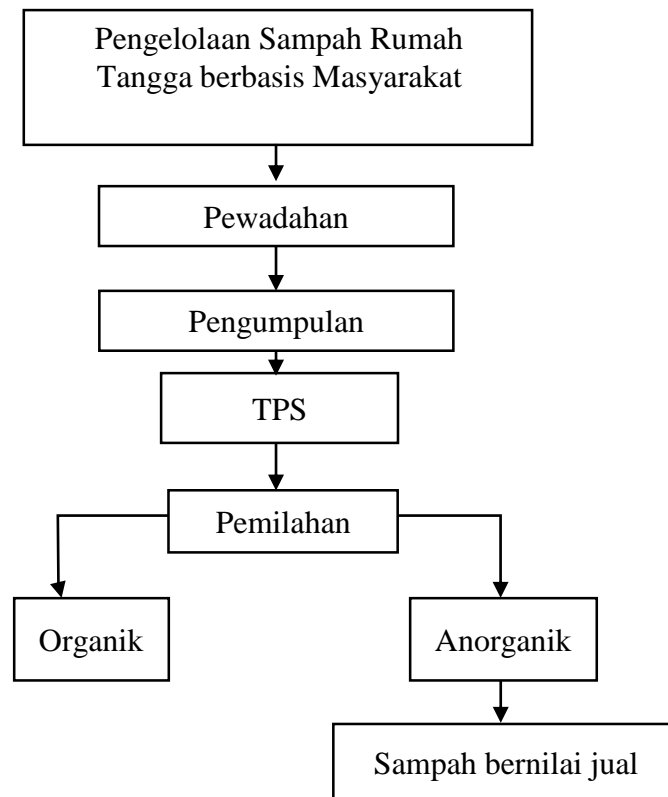 Pengelolaan Sampah Rumah
Tangga berbasis Masyarakat
Pewadahan
Pengumpulan
TPS
Pemilahan
Organik
Anorganik
Sampah bernilai jual